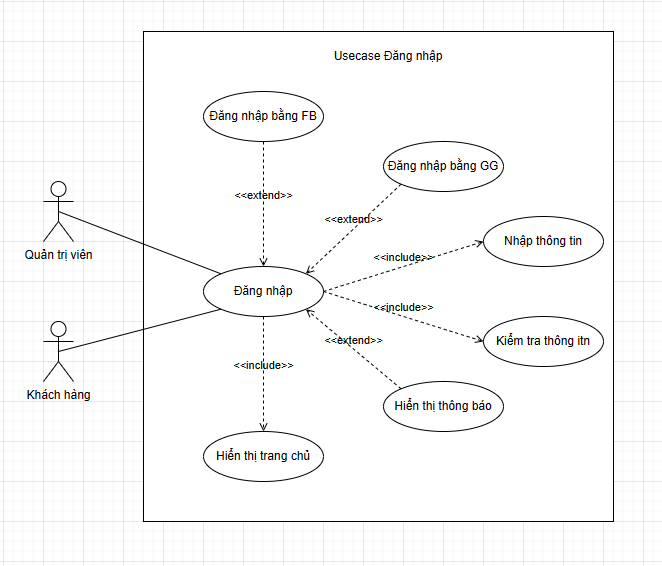 Usecase Đăng nhập
Đăng nhập bằng FB
Đăng nhập bằng GG
<<extend>>
<<extend>>
Quản trị viên
Nhập thông tin
<<include>>
Đăng nhập
<<include>>
<<extend>>
Kiểm tra thông itn
<<include>>
Khách hàng
Hiển thị thông báo
Hiển thị trang chủ